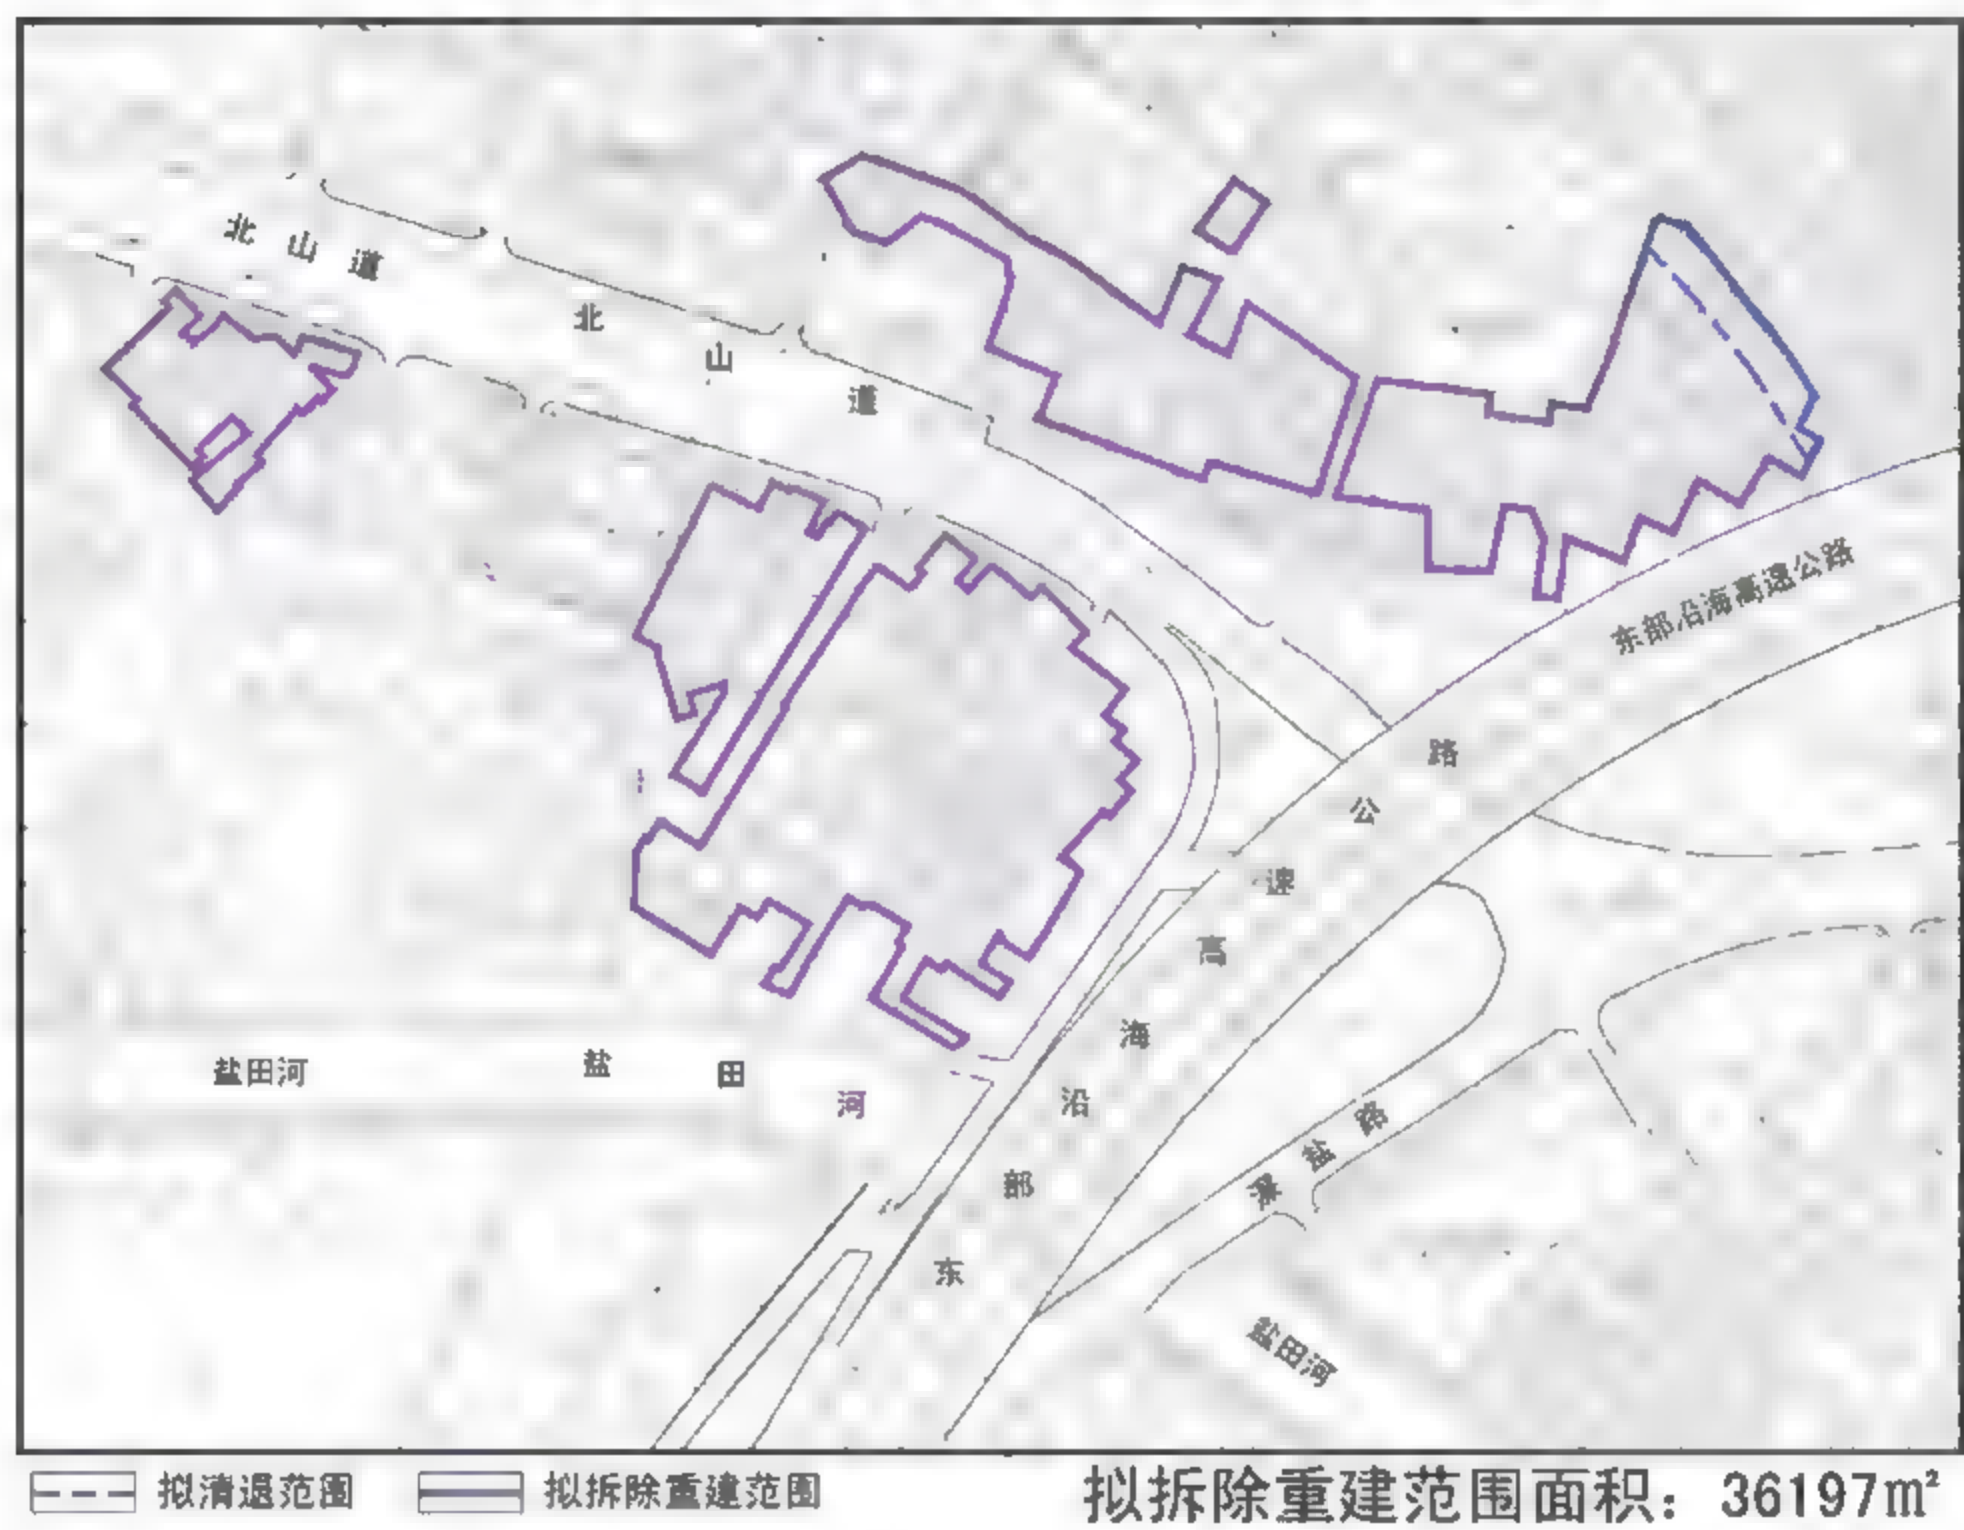 北山道
北山道
东部沿海高速公路
东部沿海高速公路
盐田河
盐田河
深盐路
盐田河
拟清退范围
拟拆除重建范围
拟拆除重建范围面积：36197m²